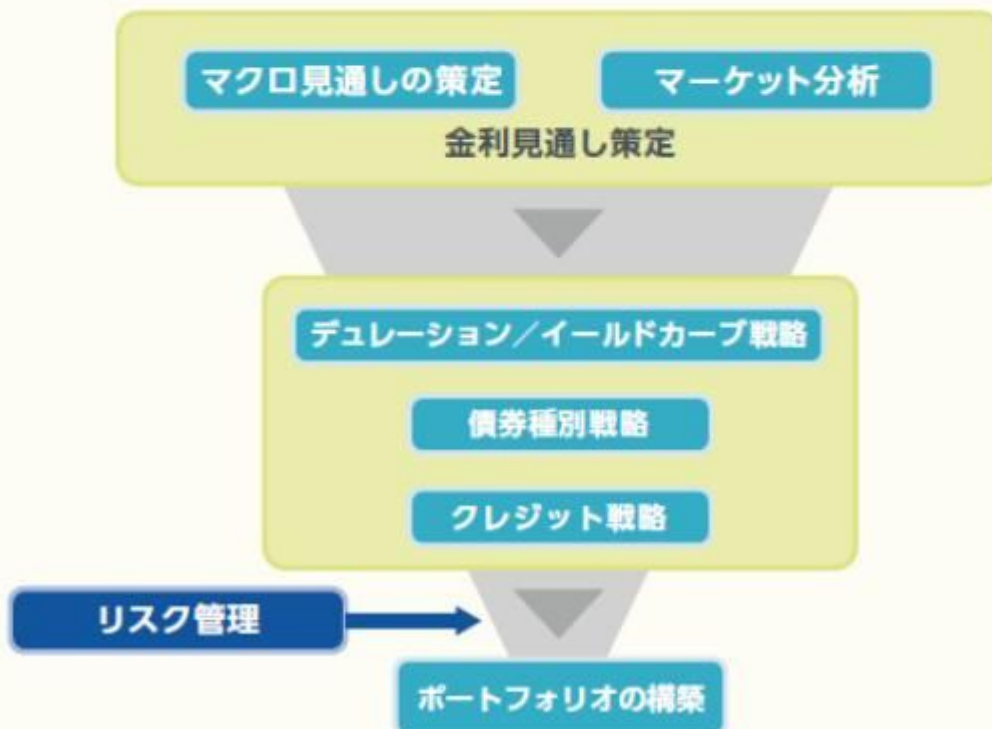 マクロ見通しの策定
マーケット分析
金利見通し策定
デュレーション／イールドカーブ戦略
債券種別戦略
クレジット戦略
リスク管理
ポートフォリオの構築